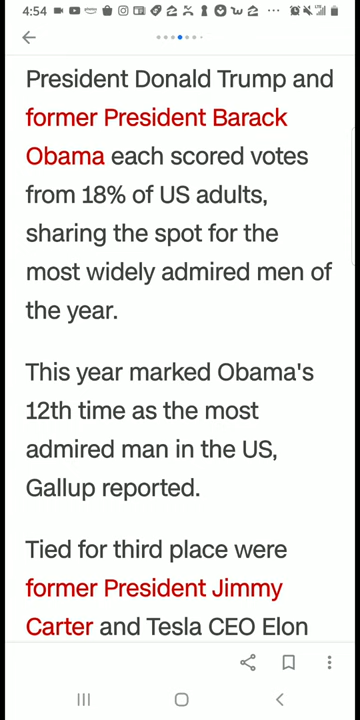 4:54
President Donald Trump and
former President Barack
Obama each scored votes
from 18% of US adults,
sharing the spot for the
most widely admired men of
the year.
This year marked Obama's
12th time as the most
admired man in the US,
Gallup reported.
Tied for third place were
former President Jimmy
Carter and Tesla CEO Elon